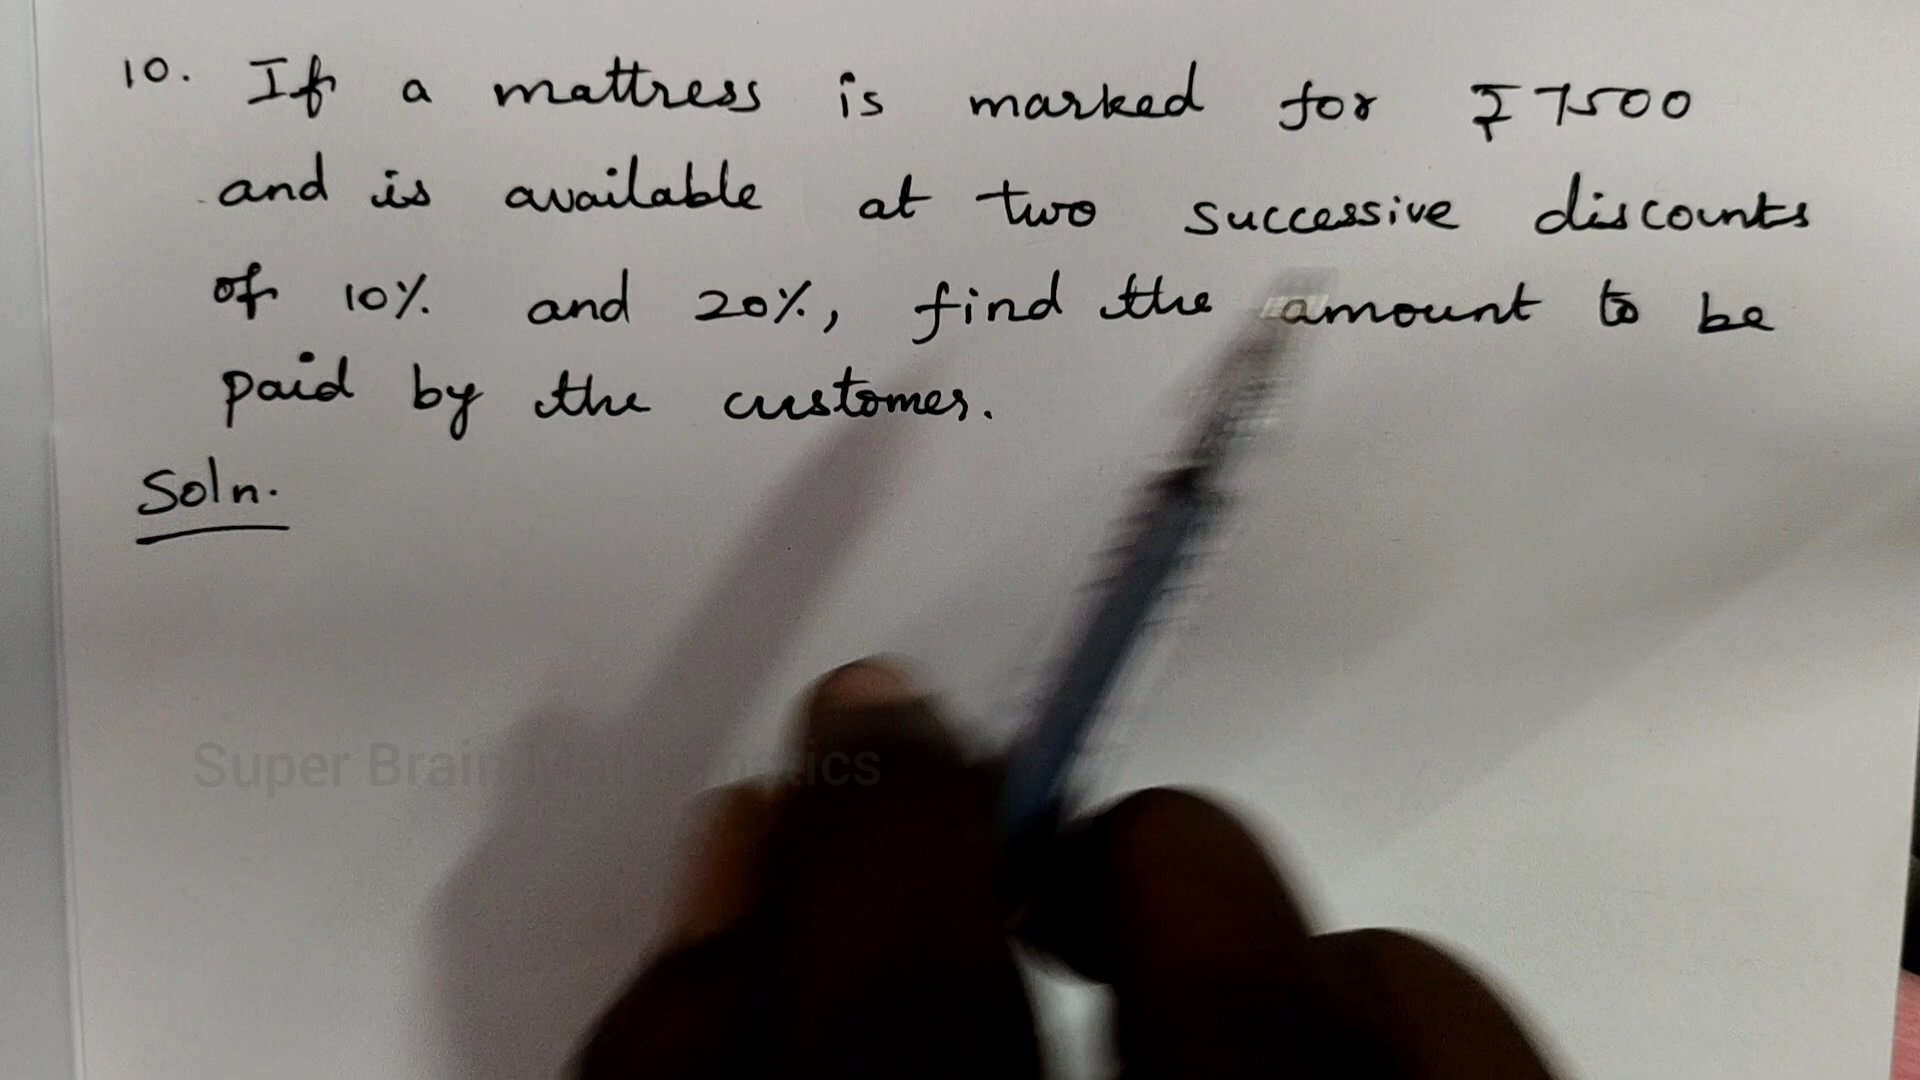 10. If a mattress is marked for ₹7500
and is available at two successive discounts
of 10% and 20%, find the amount to be
paid by the customer.
Soln.
Super Brain Mathematics